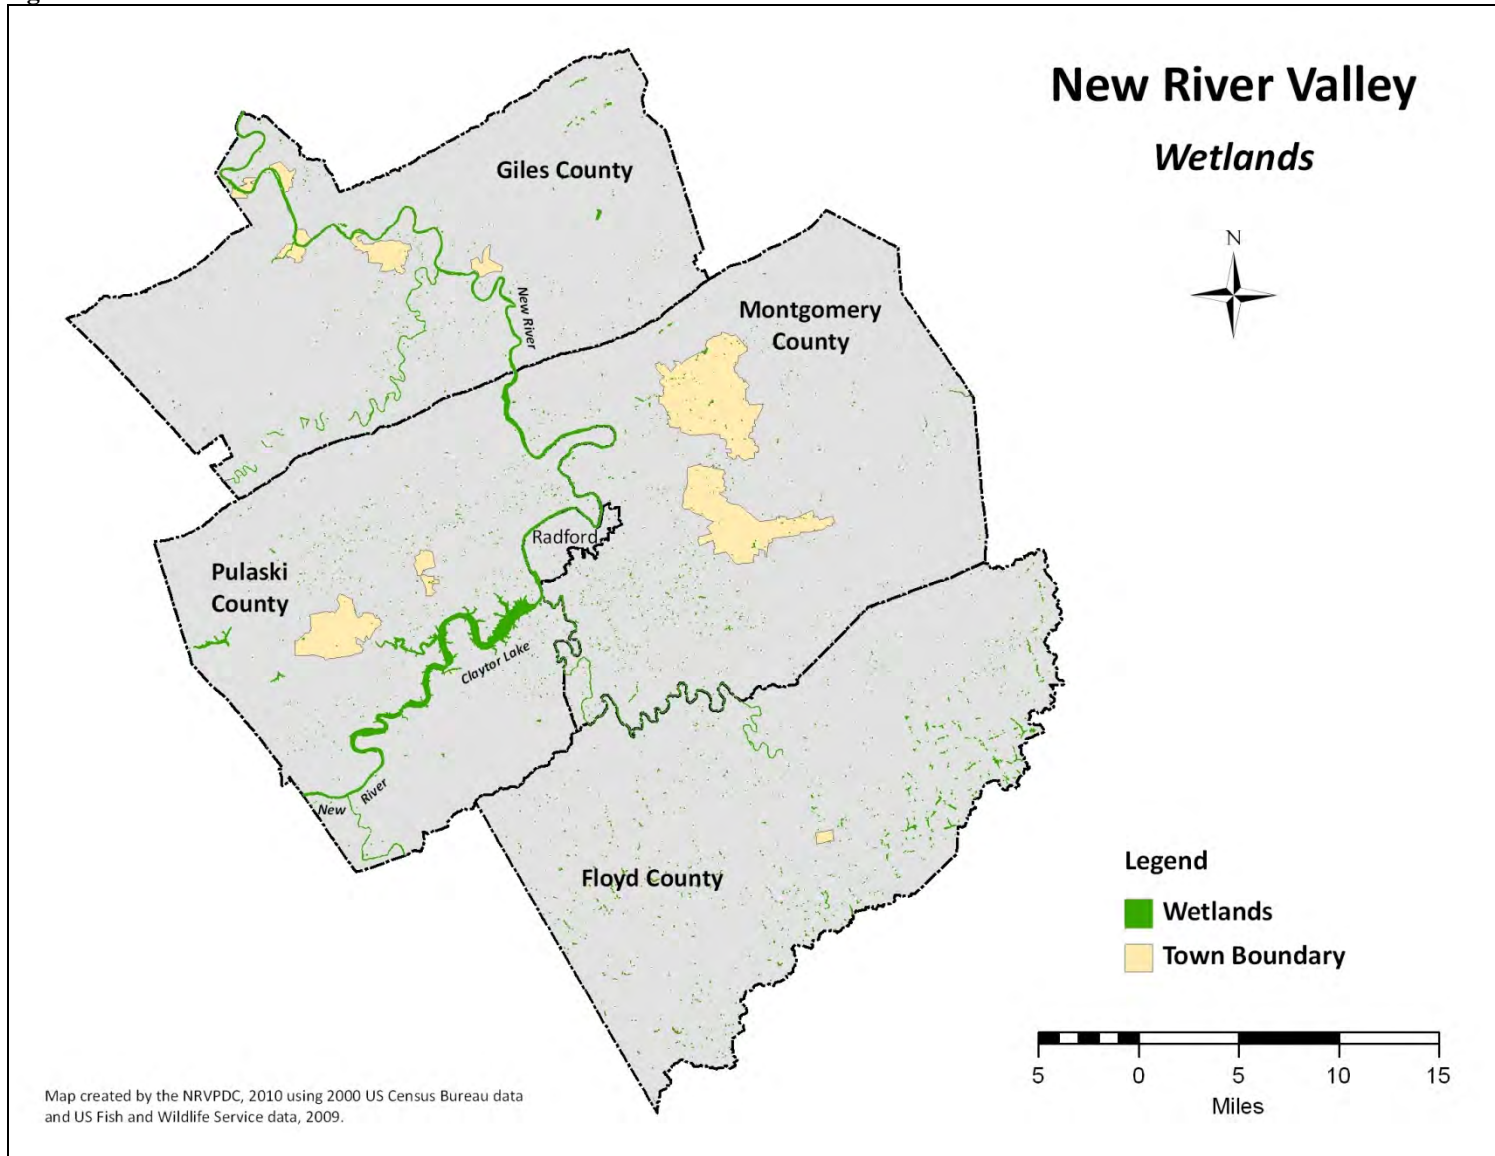 New River Valley
Wetlands
N
Giles County
Montgomery
County
New River
Radford
Pulaski
County
Claytor Lake
New River
Floyd County
Legend
Wetlands
Town Boundary
5 0 5 10 15
Miles
Map created by the NRVPDC, 2010 using 2000 US Census Bureau data
and US Fish and Wildlife Service data, 2009.